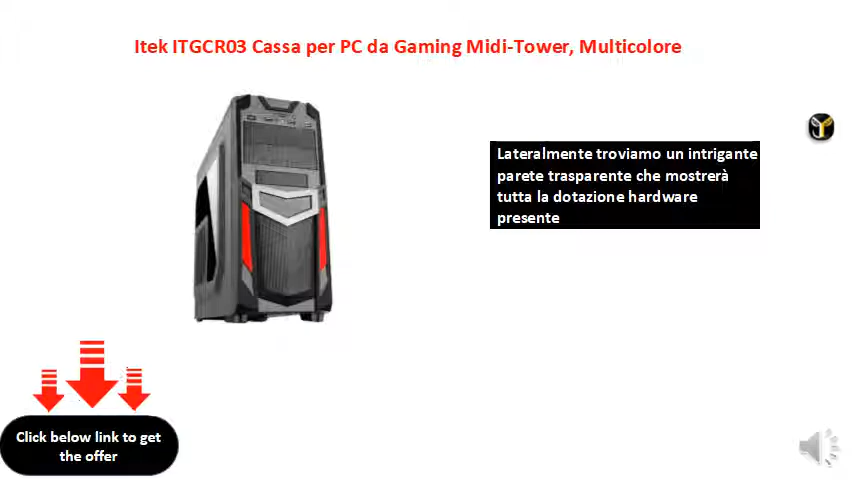 Itek ITGCR03 Cassa per PC da Gaming Midi-Tower, Multicolore
Lateralmente troviamo un intrigante
parete trasparente che mostrerà
tutta la dotazione hardware
presente
Click below link to get
the offer